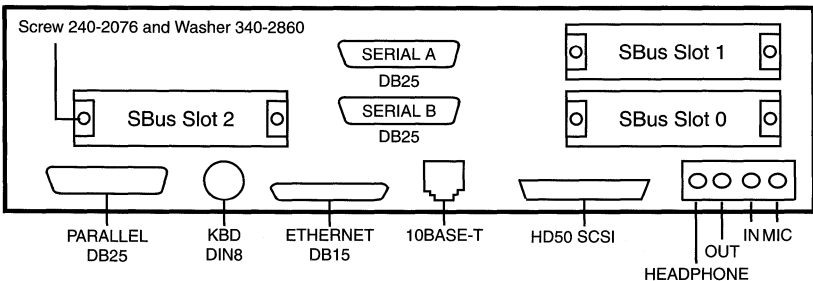 Screw 240-2076 and Washer 340-2860
SERIAL A
DB25
SBus Slot 1
SBus Slot 2
SERIAL B
DB25
SBus Slot 0
PARALLEL
DB25
KBD
DIN8
ETHERNET
DB15
10BASE-T
HD50 SCSI
HEADPHONE
OUT
IN
MIC